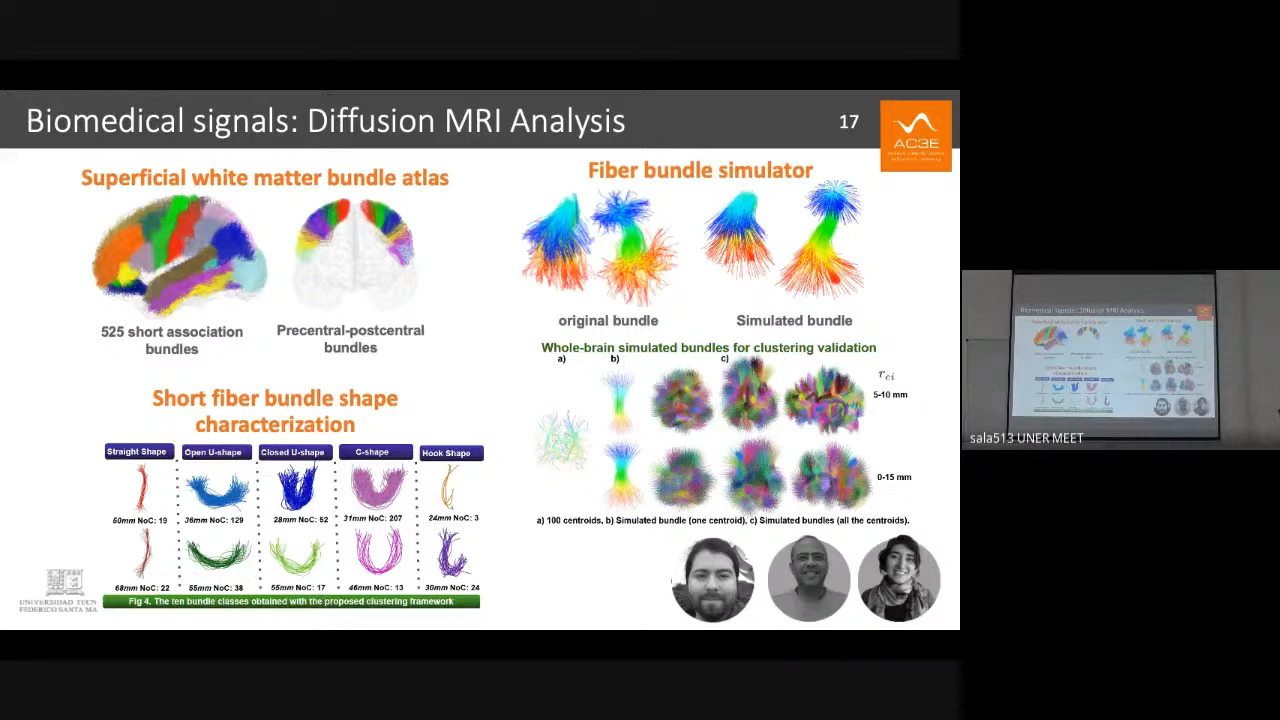 Biomedical signals: Diffusion MRI Analysis
17
AC3E
Superficial white matter bundle atlas
525 short association
bundles
Precentral-postcentral
bundles
Short fiber bundle shape
characterization
Straight Shape
Open U-shape
Closed U-shape
C-shape
Hook Shape
60mm NoC: 19
36mm NoC: 129
28mm NoC: 52
31mm NoC: 207
24mm NoC: 3
68mm NoC: 22
55mm NoC: 38
55mm NoC: 17
46mm NoC: 13
30mm NoC: 24
Fig 4. The ten bundle classes obtained with the proposed clustering framework
UNIVERSIDAD TECN
FEDERICO SANTA MA
Fiber bundle simulator
original bundle
Simulated bundle
Whole-brain simulated bundles for clustering validation
a)
b)
c)
r_ci
5-10 mm
0-15 mm
a) 100 centroids, b) Simulated bundle (one centroid), c) Simulated bundles (all the centroids).
Biomedical signals: Diffusion MRI Analysis
sala513 UNER MEET